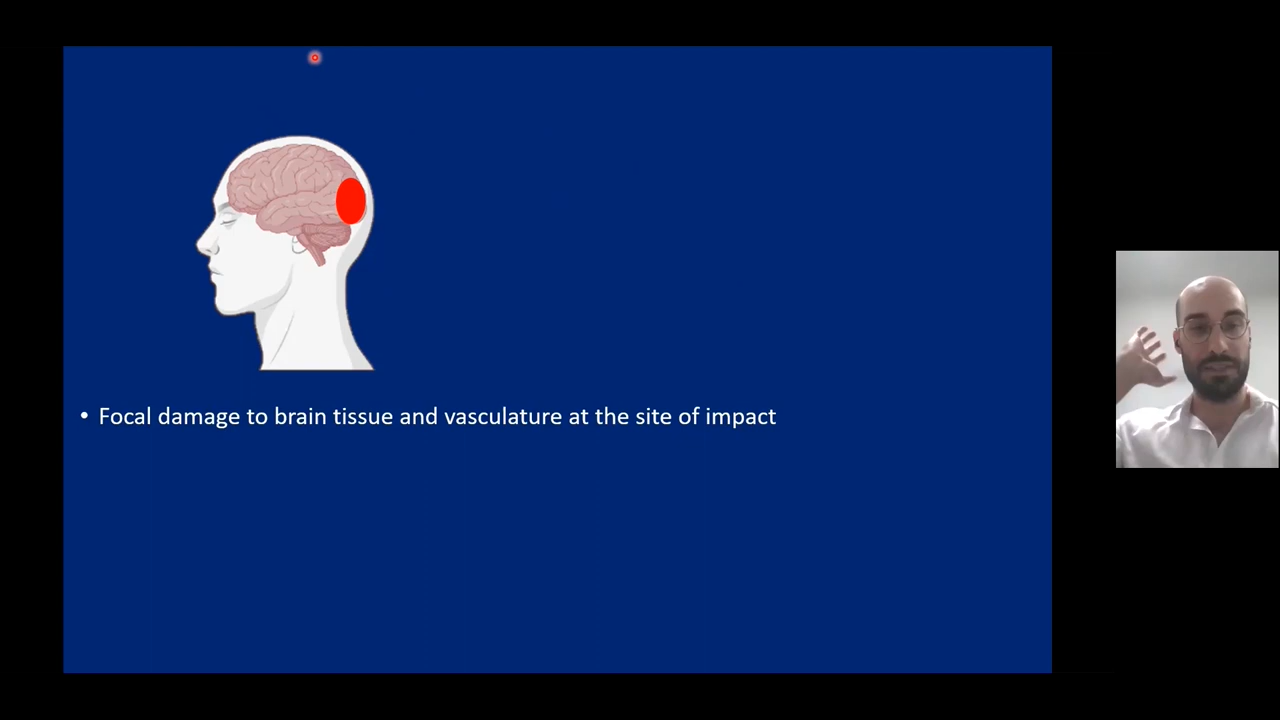 • Focal damage to brain tissue and vasculature at the site of impact